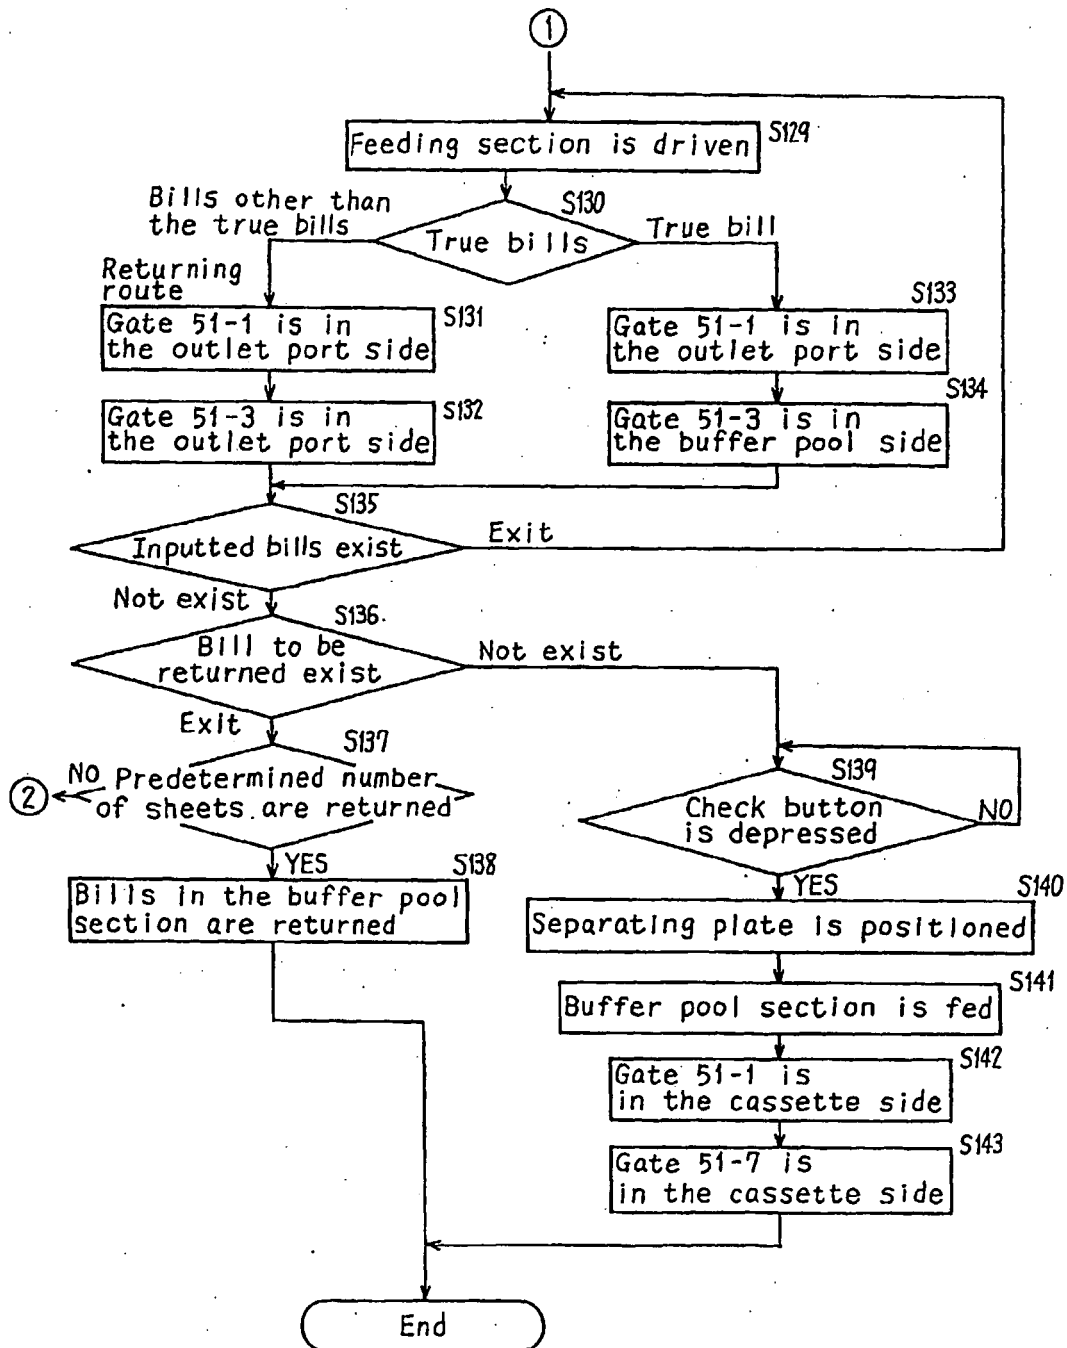 1
Feeding section is driven
S129
Bills other than
the true bills
S130
True bills
True bill
Returning
route
Gate 51-1 is in
the outlet port side
S131
S133
Gate 51-1 is in
the outlet port side
Gate 51-3 is in
the outlet port side
S132
S134
Gate 51-3 is in
the buffer pool side
S135
Inputted bills exist
Exit
Not exist
S136
Bill to be
returned exist
Not exist
Exit
S137
2
NO
Predetermined number
of sheets are returned
S139
Check button
is depressed
NO
YES
S138
Bills in the buffer pool
section are returned
YES
S140
Separating plate is positioned
S141
Buffer pool section is fed
S142
Gate 51-1 is
in the cassette side
S143
Gate 51-7 is
in the cassette side
End